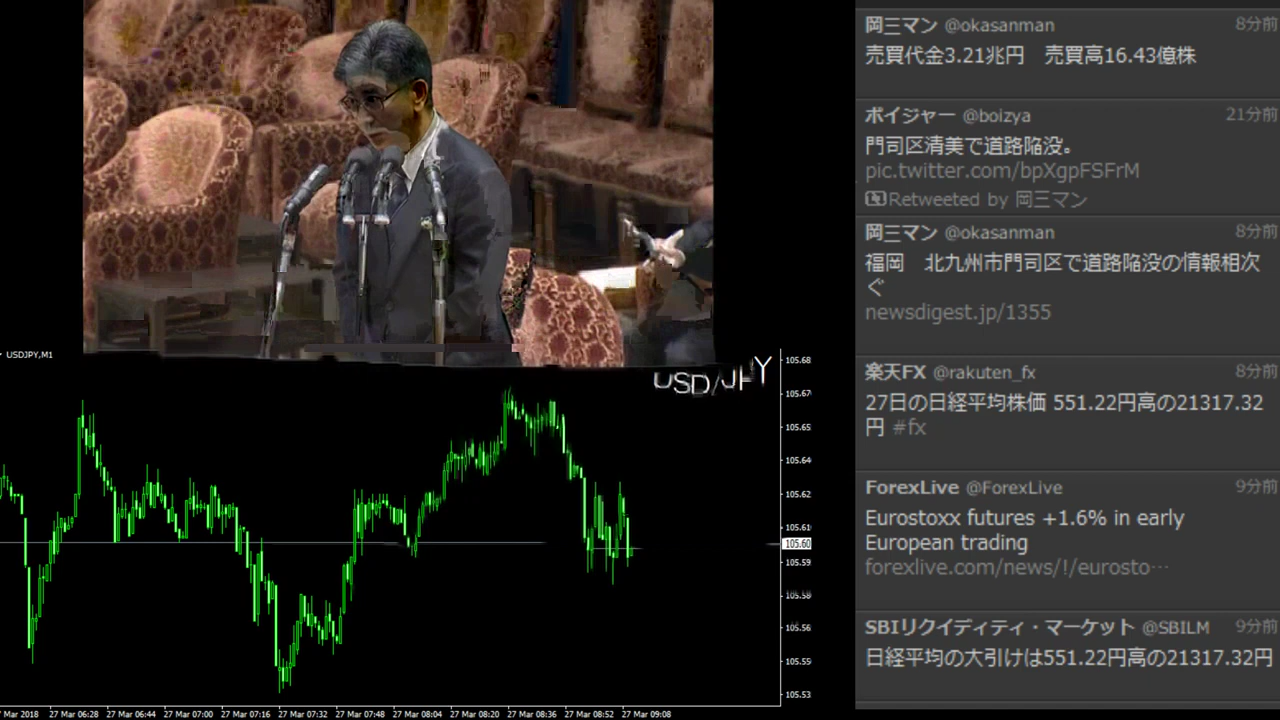 岡三マン @okasanman 8分前
売買代金3.21兆円　売買高16.43億株
ボイジャー @boizya 21分前
門司区清美で道路陥没。
pic.twitter.com/bpXgpFSFrM
Retweeted by 岡三マン
岡三マン @okasanman 8分前
福岡　北九州市門司区で道路陥没の情報相次
ぐ
newsdigest.jp/1355
楽天FX @rakuten_fx 8分前
27日の日経平均株価 551.22円高の21317.32
円 #fx
ForexLive @ForexLive 9分前
Eurostoxx futures +1.6% in early
European trading
forexlive.com/news/!/eurosto…
SBIリクイディティ・マーケット @SBILM 9分前
日経平均の大引けは551.22円高の21317.32円
USDJPY,M1
USD/JPY
105.68
105.67
105.65
105.64
105.62
105.61
105.60
105.59
105.58
105.56
105.55
105.53
Mar 2018 27 Mar 06:28 27 Mar 06:44 27 Mar 07:00 27 Mar 07:16 27 Mar 07:32 27 Mar 07:48 27 Mar 08:04 27 Mar 08:20 27 Mar 08:36 27 Mar 08:52 27 Mar 09:08